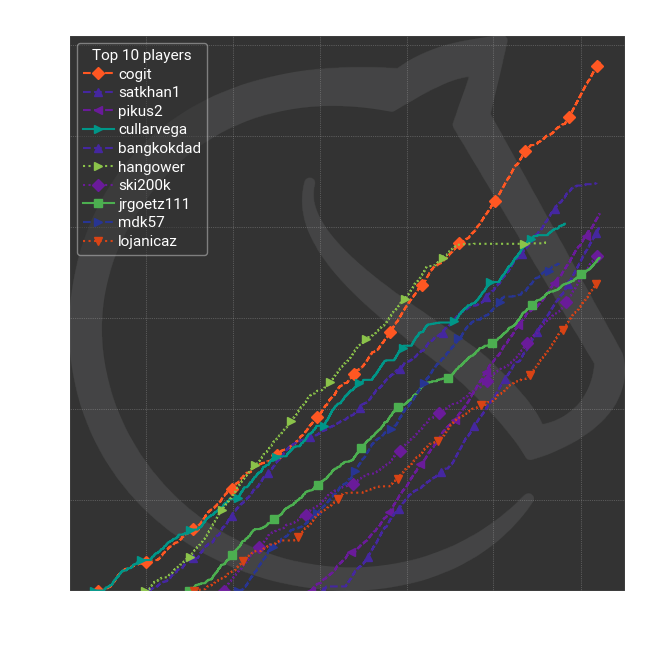 Top 10 players
cogit
satkhan1
pikus2
cullarvega
bangkokdad
hangower
ski200k
jrgoetz111
mdk57
lojanicaz